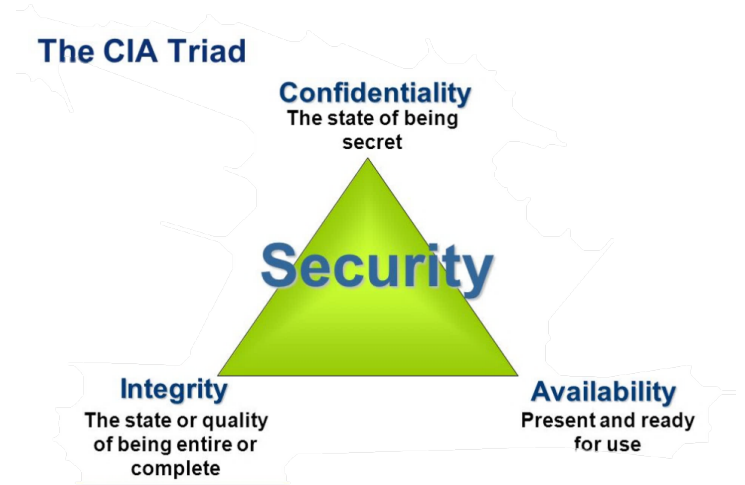 The CIA Triad
Confidentiality
The state of being
secret
Security
Integrity
The state or quality
of being entire or
complete
Availability
Present and ready
for use